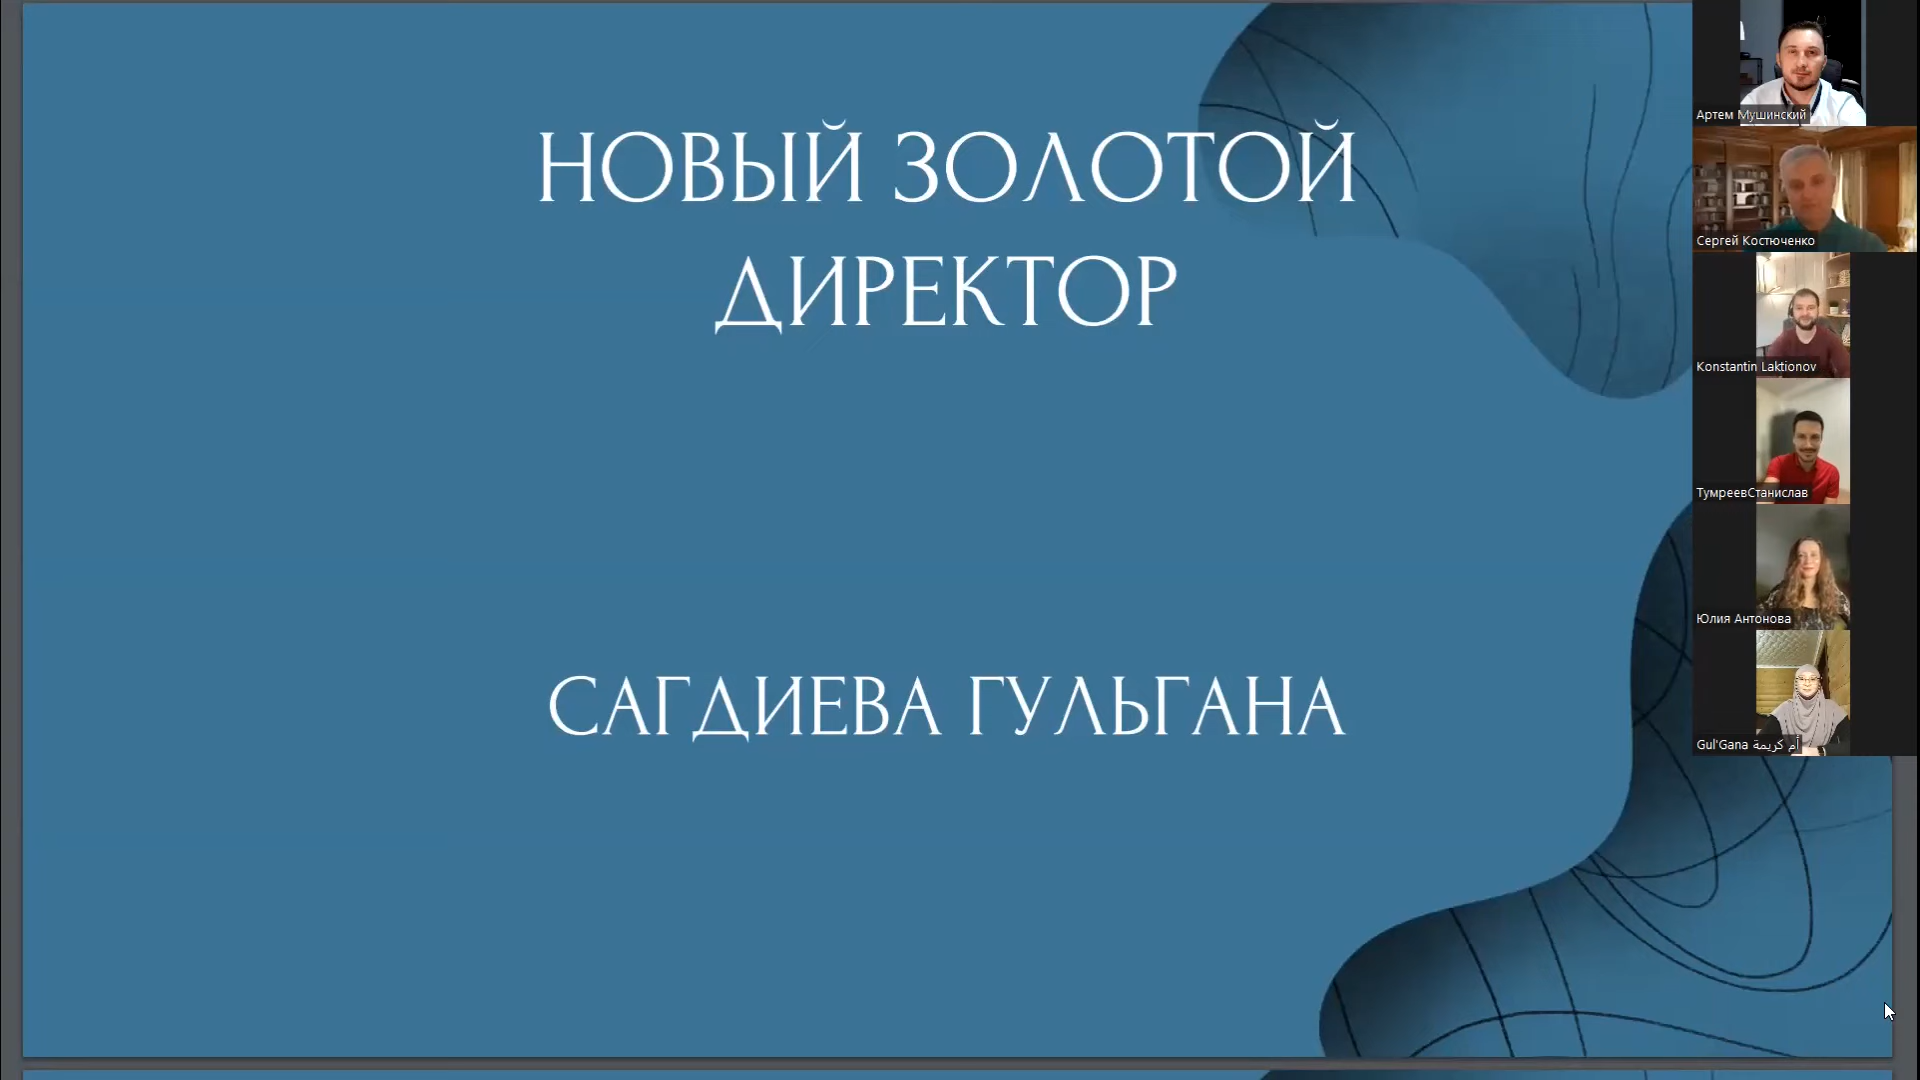 НОВЫЙ ЗОЛОТОЙ
ДИРЕКТОР
САГДИЕВА ГУЛЬГАНА
Артем Мушинский
Сергей Костюченко
Konstantin Laktionov
ТумреевСтанислав
Юлия Антонова
Gul'Gana أم كريمة